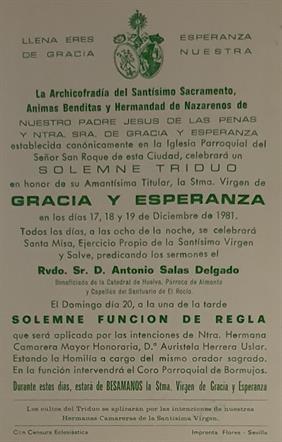 LLENA ERES ESPERANZA
DE GRACIA NUESTRA
La Archicofradía del Santísimo Sacramento,
Animas Benditas y Hermandad de Nazarenos de
NUESTRO PADRE JESUS DE LAS PENAS
Y NTRA. SRA. DE GRACIA Y ESPERANZA
establecida canónicamente en la Iglesia Parroquial del
Señor San Roque de esta Ciudad, celebrará un
SOLEMNE TRIDUO
en honor de su Amantísima Titular, la Stma. Virgen de
GRACIA Y ESPERANZA
en los días 17, 18 y 19 de Diciembre de 1981.
Todos los días, a las ocho de la noche, se celebrará
Santa Misa, Ejercicio Propio de la Santísima Virgen
y Salve, predicando los sermones el
Rvdo. Sr. D. Antonio Salas Delgado
Beneficiado de la Catedral de Huelva, Párroco de Almonte
y Capellán del Santuario de El Rocío.
El Domingo día 20, a la una de la tarde
SOLEMNE FUNCION DE REGLA
que será aplicada por las intenciones de Ntra. Hermana
Camarera Mayor Honoraria, D.ª Auristela Herrera Uslar.
Estando la Homilía a cargo del mismo orador sagrado.
En la función intervendrá el Coro Parroquial de Bormujos.
Durante estos días, estará de BESAMANOS la Stma. Virgen de Gracia y Esperanza
Los cultos del Triduo se aplicarán por las intenciones de nuestras
Hermanas Camareras de la Santísima Virgen.
Con Censura Eclesiástica Imprenta Flores - Sevilla